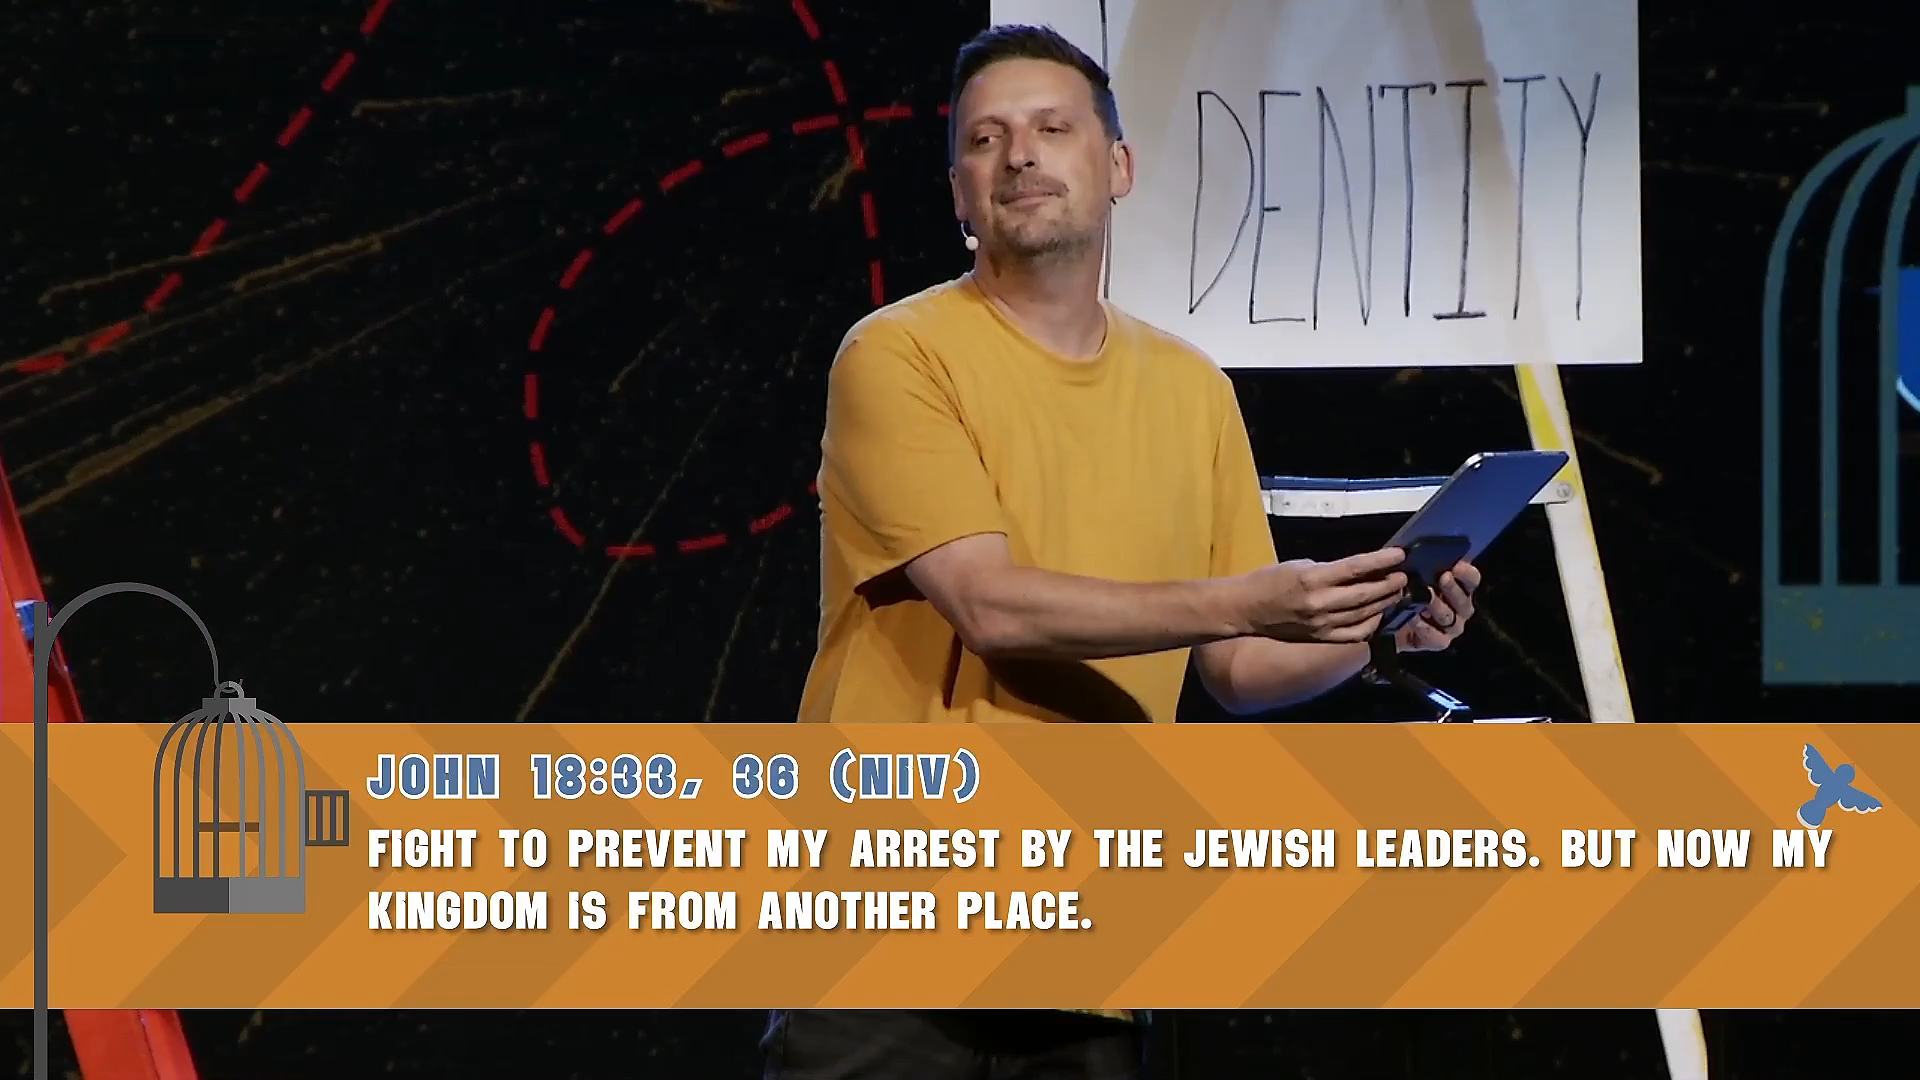 DENTITY
JOHN 18:33, 36 (NIV)
FIGHT TO PREVENT MY ARREST BY THE JEWISH LEADERS. BUT NOW MY
KINGDOM IS FROM ANOTHER PLACE.